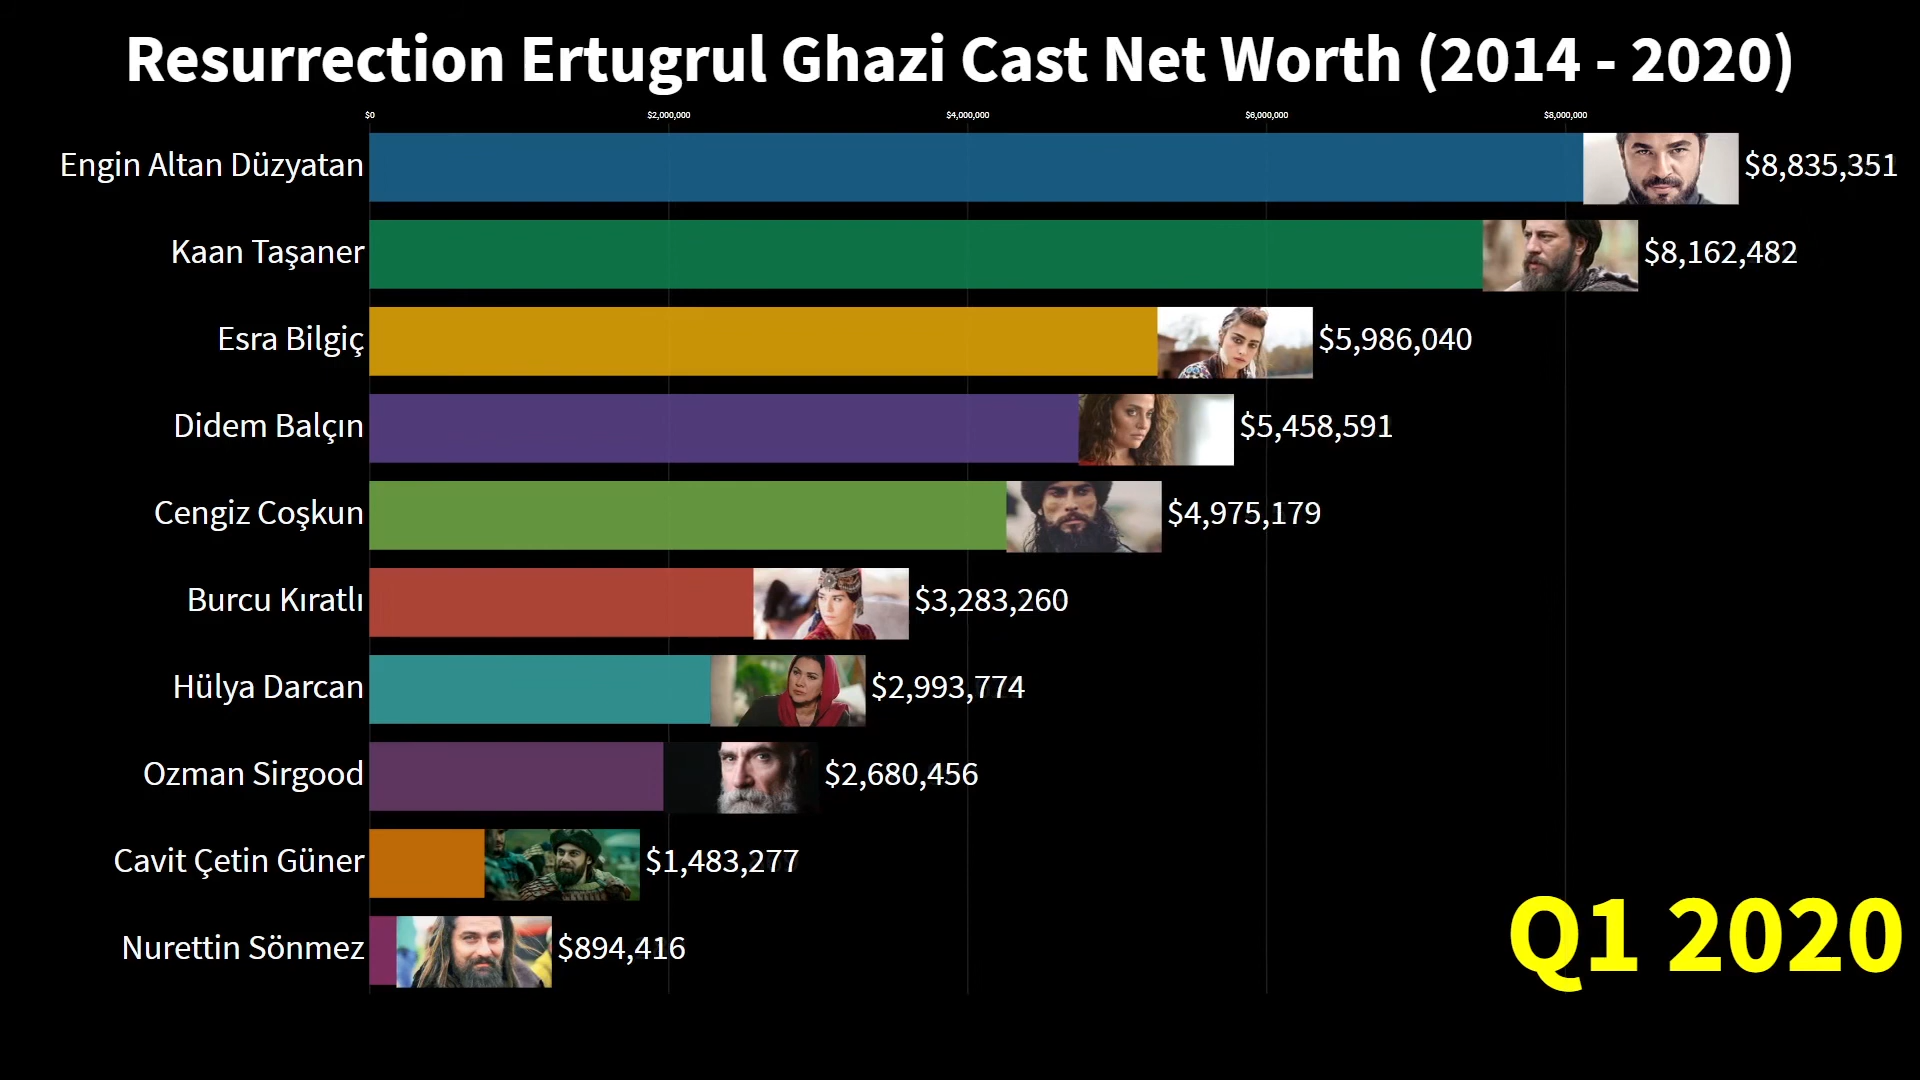 Resurrection Ertugrul Ghazi Cast Net Worth (2014 - 2020)
$0 $2,000,000 $4,000,000 $6,000,000 $8,000,000
Engin Altan Düzyatan $8,835,351
Kaan Taşaner $8,162,482
Esra Bilgiç $5,986,040
Didem Balçın $5,458,591
Cengiz Coşkun $4,975,179
Burcu Kıratlı $3,283,260
Hülya Darcan $2,993,774
Ozman Sirgood $2,680,456
Cavit Çetin Güner $1,483,277
Nurettin Sönmez $894,416
Q1 2020